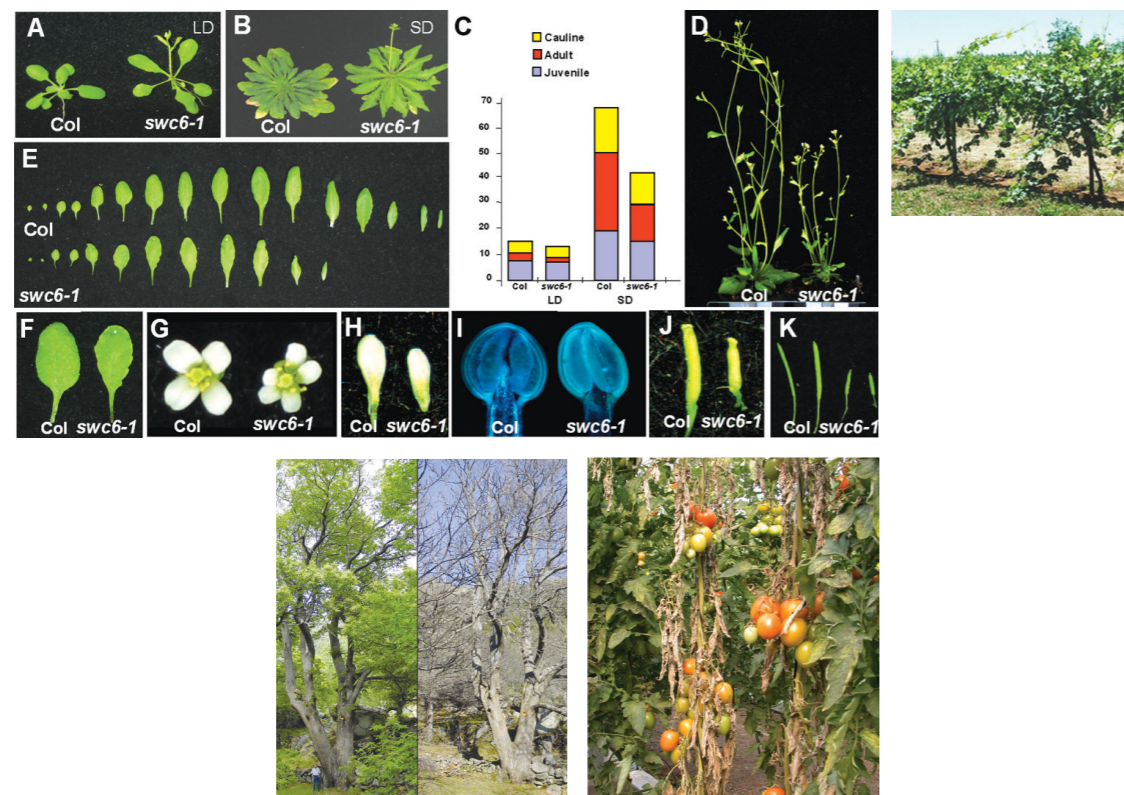 A
LD
Col
swc6-1
B
SD
Col
swc6-1
C
Cauline
Adult
Juvenile
70
60
50
40
30
20
10
0
Col
swc6-1
Col
swc6-1
LD
SD
D
Col
swc6-1
E
Col
swc6-1
F
Col swc6-1
G
Col
swc6-1
H
Col swc6-1
I
Col
swc6-1
J
Col swc6-1
K
Col swc6-1